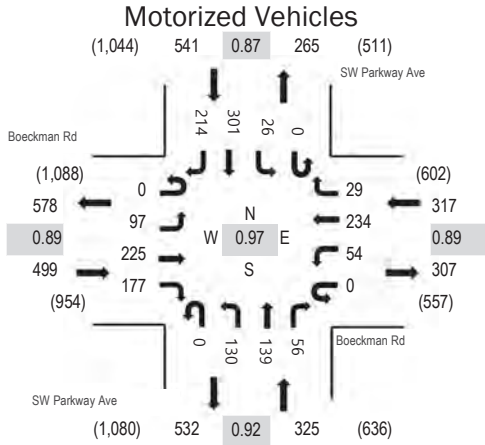 Motorized Vehicles
(1,044) 541 0.87 265 (511)
SW Parkway Ave
214 301 26 0
Boeckman Rd
(1,088) 0 29 (602)
578 97 N 234 317
0.89 W 0.97 E 0.89
499 225 S 54 307
(954) 177 0 (557)
0 130 139 56
Boeckman Rd
SW Parkway Ave
(1,080) 532 0.92 325 (636)